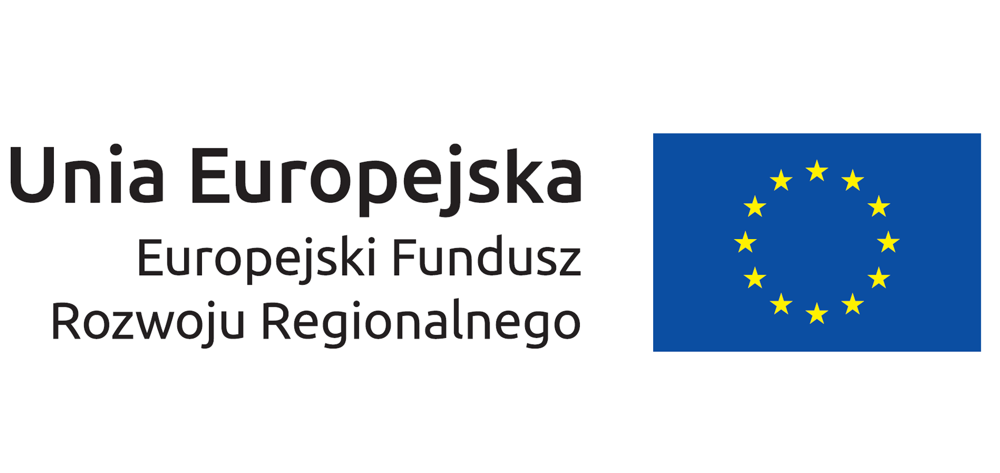 Unia Europejska
Europejski Fundusz
Rozwoju Regionalnego